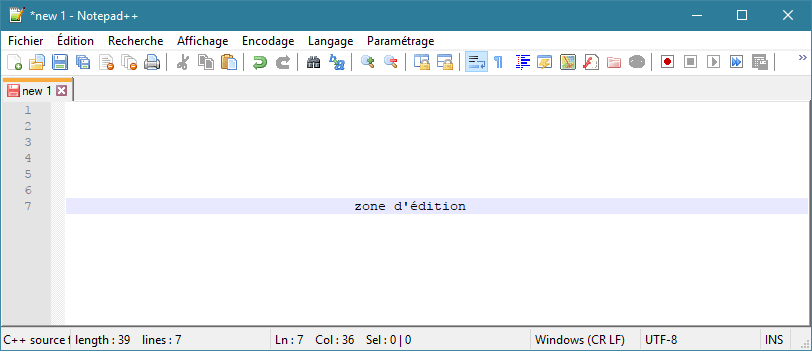 *new 1 - Notepad++
Fichier Édition Recherche Affichage Encodage Langage Paramétrage
new 1
1
2
3
4
5
6
7 zone d'édition
C++ source f length : 39 lines : 7 Ln : 7 Col : 36 Sel : 0 | 0 Windows (CR LF) UTF-8 INS